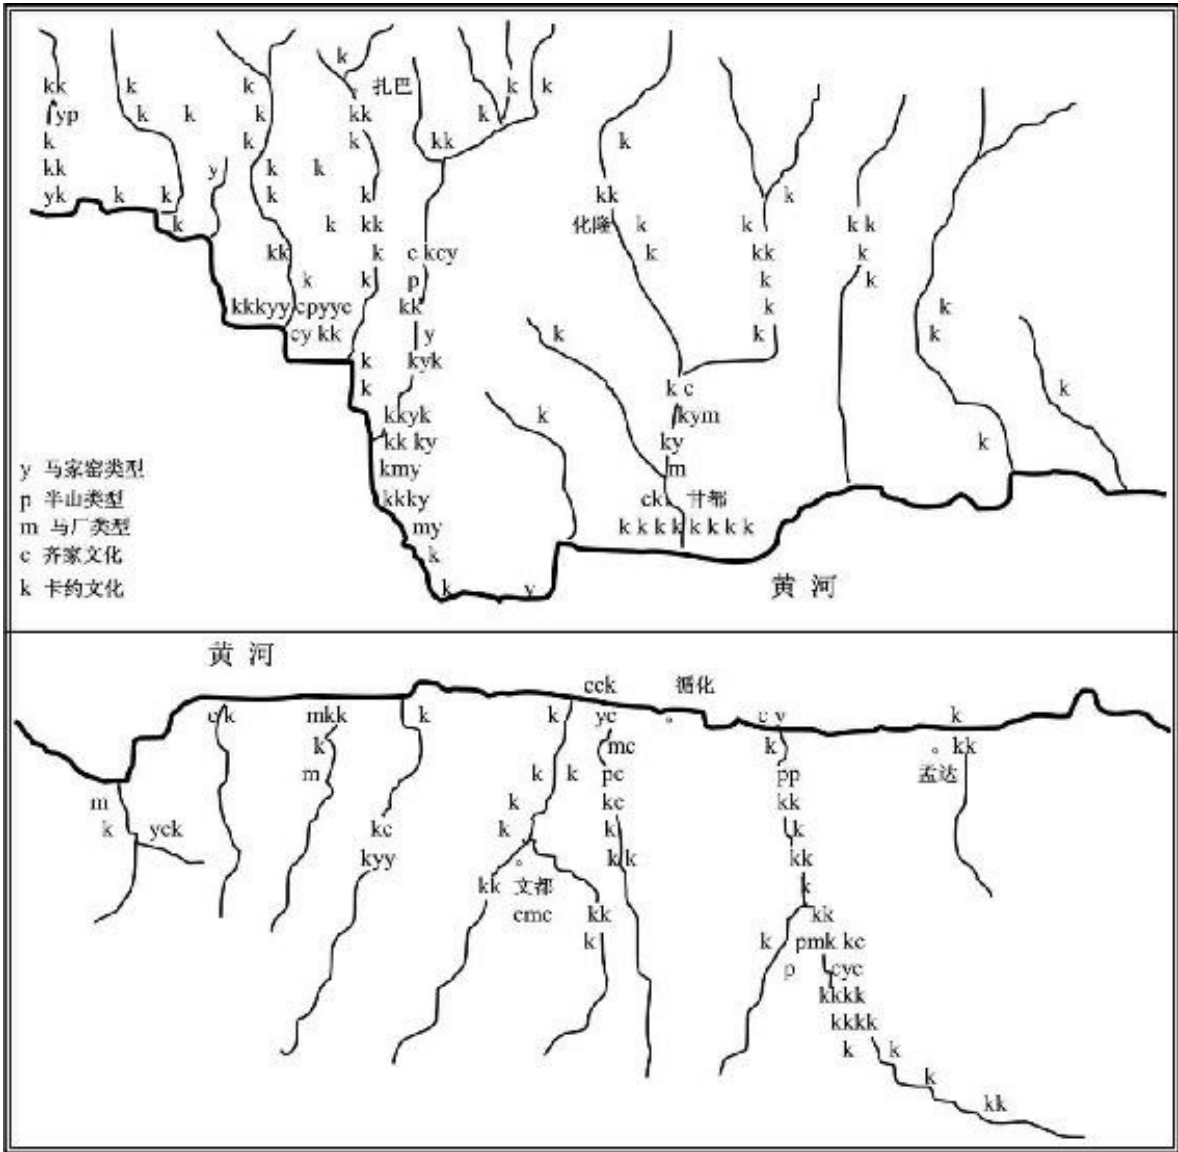 k
kk k k 扎巴 k k
yp k k k kk k
k k k kk k
kk y k k k
yk k k k k kk k
k k kk 化隆 k k k k
kk k c kcy k kk k
k k p k k
kkkyy cpyyc kk k k
cy kk y k k k
k kyk
k k c k
kkyk k kym
kk ky ky k
y 马家窑类型 kmy m
p 半山类型 kkky 甘都
m 马厂类型 my k k k k k k k k
c 齐家文化 k
k 卡约文化 k y 黄 河
黄 河
cck 循化
c k mkk k k yc c y k
k mc k kk
m k k pc pp 孟达
m k kc kk
k yck kc k k k
kyy k k kk
kk 文都 k
cmc kk kk
k k pmk kc
p cyc
kkkk
kkkk
k k
k
kk